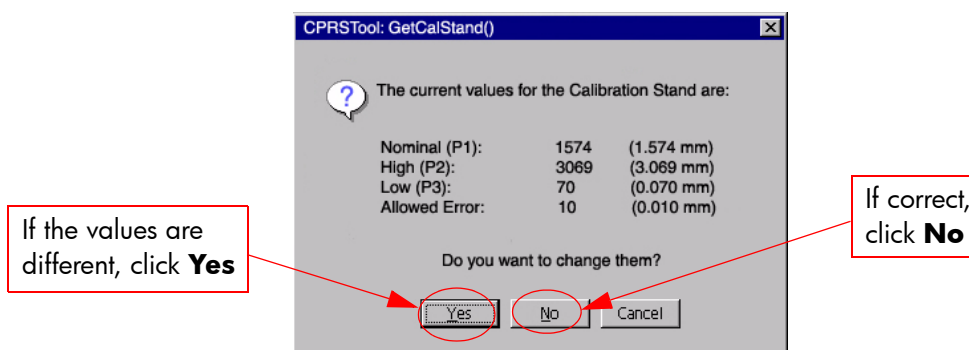 CPRSTool: GetCalStand()
?
The current values for the Calibration Stand are:
Nominal (P1): 1574 (1.574 mm)
High (P2): 3069 (3.069 mm)
Low (P3): 70 (0.070 mm)
Allowed Error: 10 (0.010 mm)
Do you want to change them?
Yes No Cancel
If the values are
different, click Yes
If correct,
click No